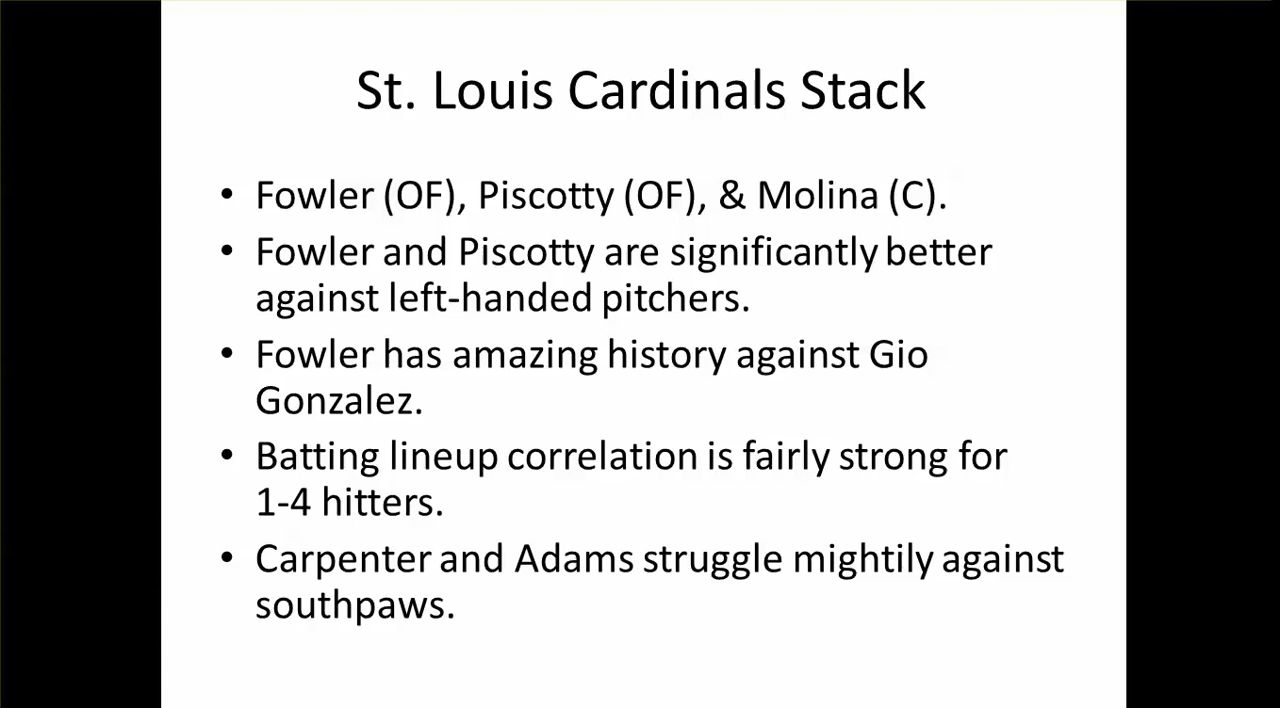 St. Louis Cardinals Stack
• Fowler (OF), Piscotty (OF), & Molina (C).
• Fowler and Piscotty are significantly better
against left-handed pitchers.
• Fowler has amazing history against Gio
Gonzalez.
• Batting lineup correlation is fairly strong for
1-4 hitters.
• Carpenter and Adams struggle mightily against
southpaws.